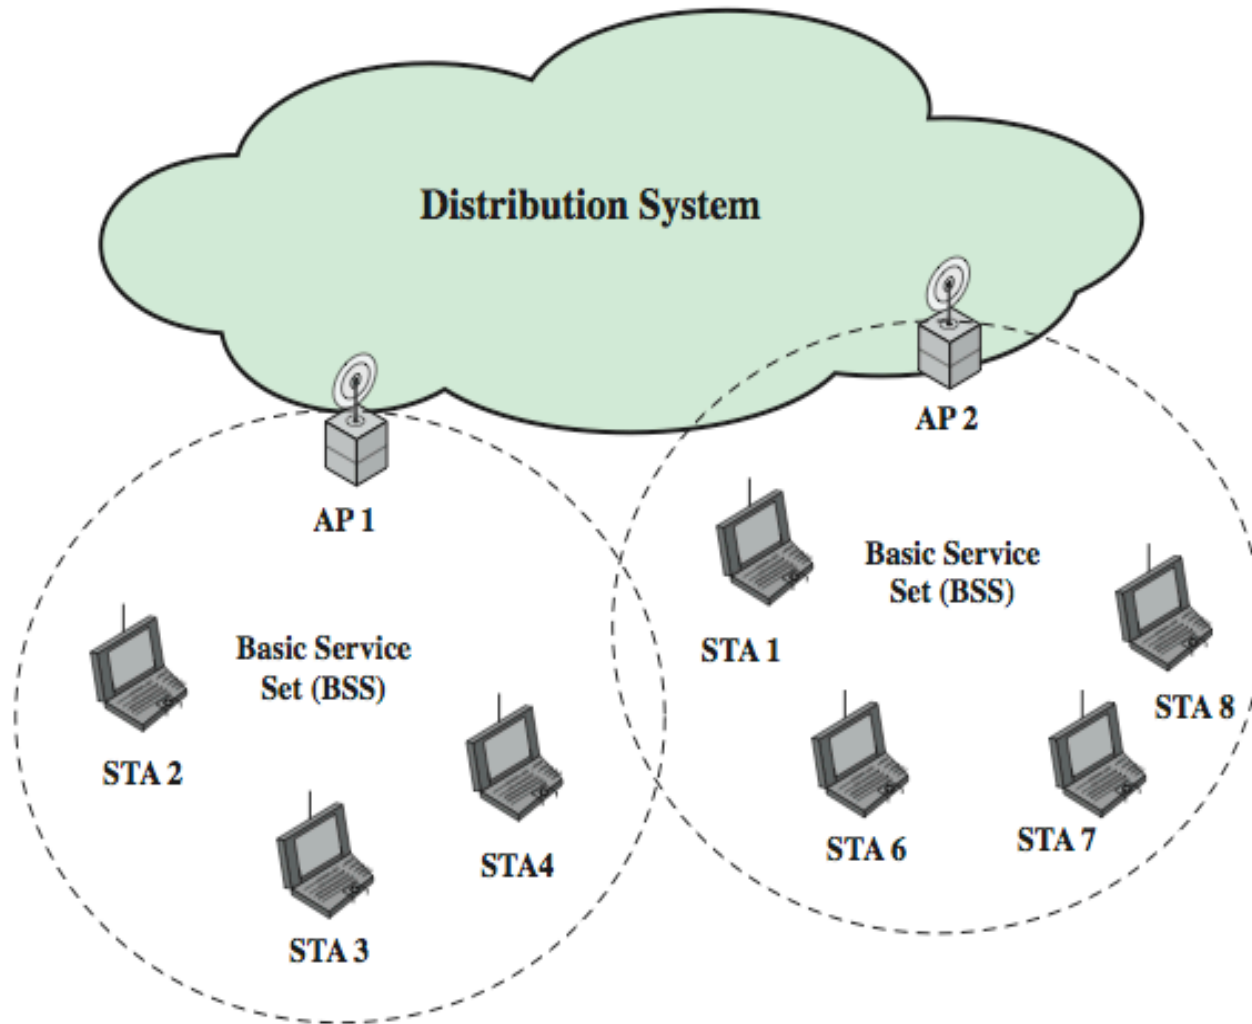 Distribution System
AP 2
AP 1
Basic Service
Set (BSS)
STA 1
Basic Service
Set (BSS)
STA 8
STA 2
STA 6
STA 7
STA4
STA 3